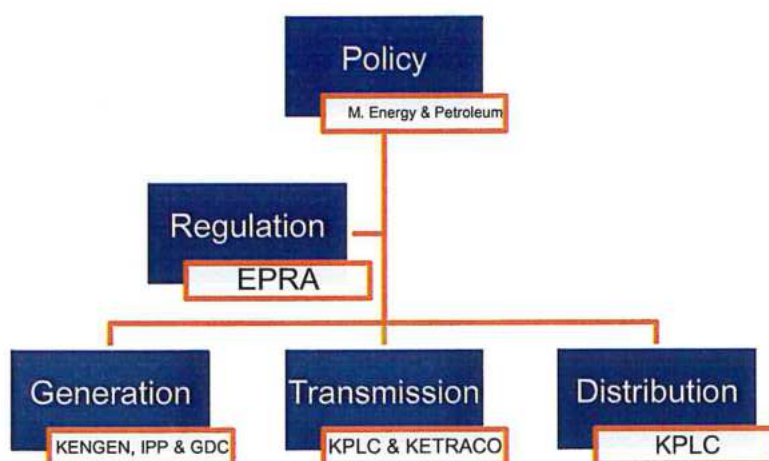 Policy
M. Energy & Petroleum
Regulation
EPRA
Generation
KENGEN, IPP & GDC
Transmission
KPLC & KETRACO
Distribution
KPLC